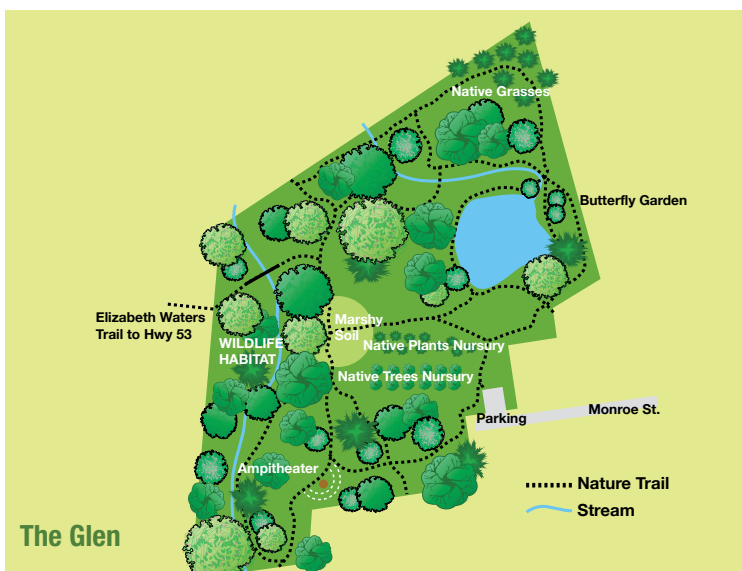 Native Grasses
Butterfly Garden
Elizabeth Waters
Trail to Hwy 53
Marshy
Soil
WILDLIFE
HABITAT
Native Plants Nursury
Native Trees Nursury
Parking
Monroe St.
Ampitheater
Nature Trail
Stream
The Glen